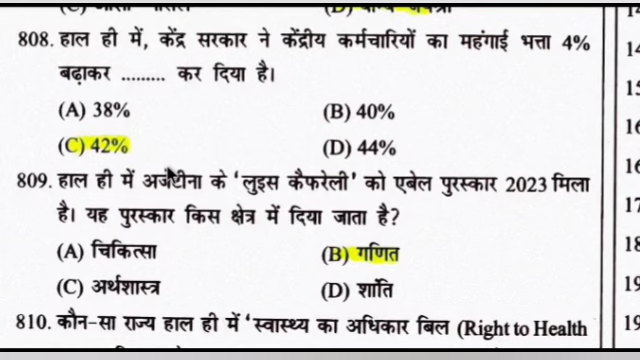 808. हाल ही में, केंद्र सरकार ने केंद्रीय कर्मचारियों का महंगाई भत्ता 4%
बढ़ाकर ......... कर दिया है।
(A) 38% (B) 40%
(C) 42% (D) 44%
809. हाल ही में अर्जेंटीना के 'लुइस कैफरेली' को एबेल पुरस्कार 2023 मिला
है। यह पुरस्कार किस क्षेत्र में दिया जाता है?
(A) चिकित्सा (B) गणित
(C) अर्थशास्त्र (D) शांति
810. कौन-सा राज्य हाल ही में 'स्वास्थ्य का अधिकार बिल (Right to Health